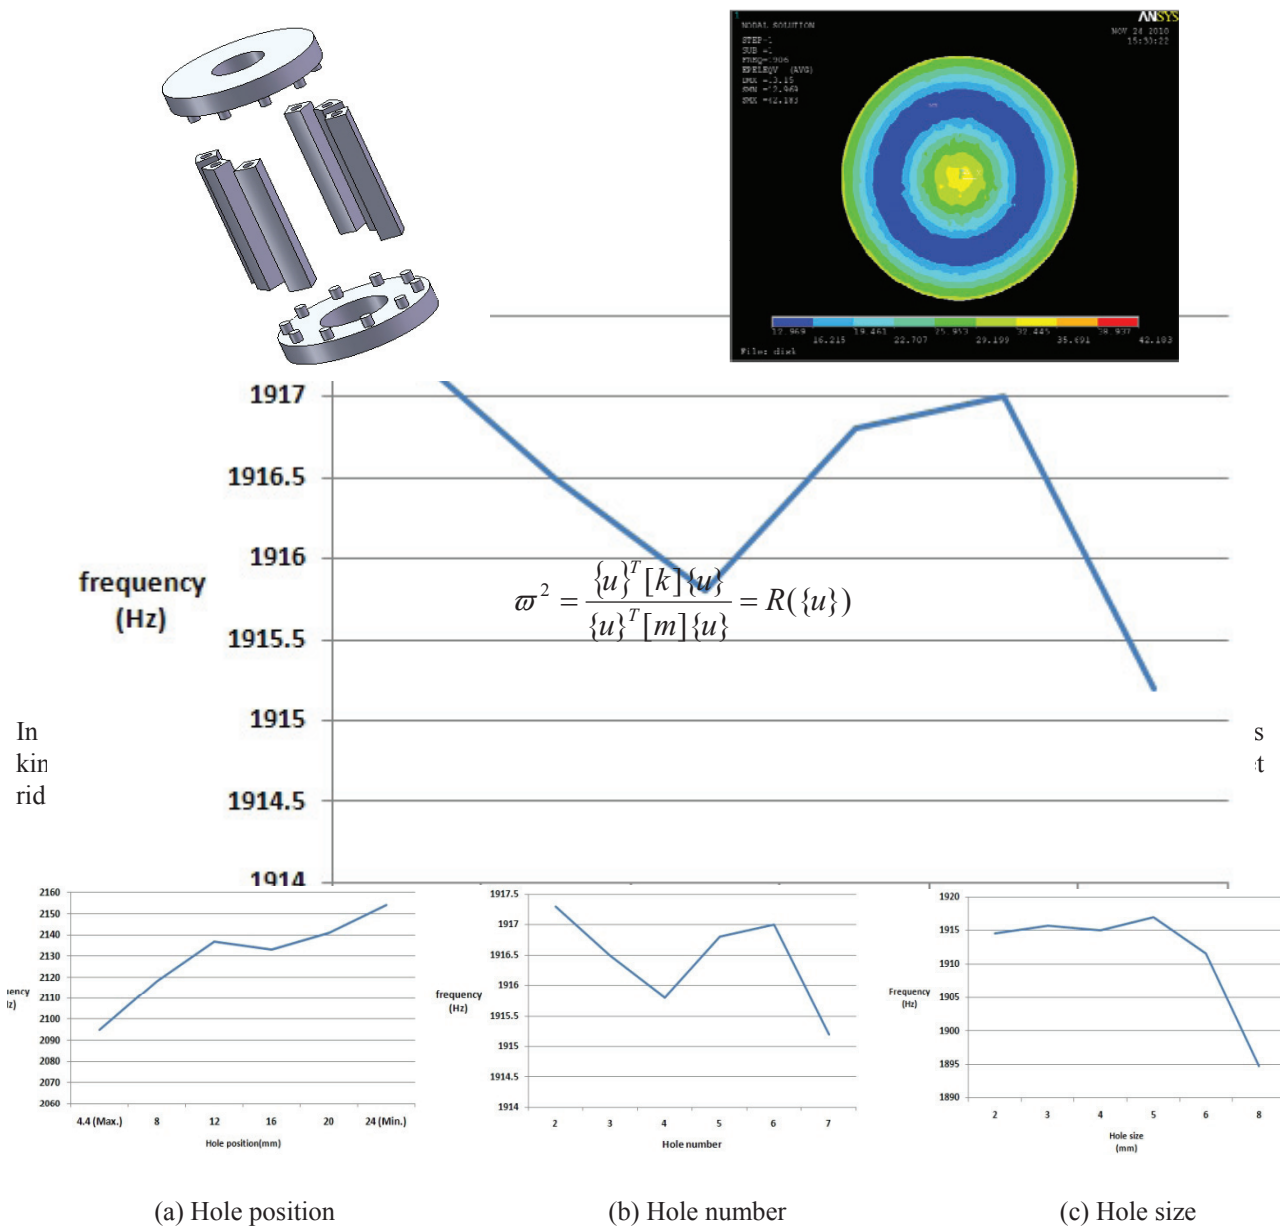 1
ANSYS
NODAL SOLUTION
NOV 24 2010
15:53:22
STEP=1
SUB =1
FREQ=1906
EPELEQV (AVG)
DMX =13.15
SMN =12.969
SMX =42.183
12.969 19.461 25.953 32.445 38.937
16.215 22.707 29.199 35.691 42.183
File: disk
1917
1916.5
1916
frequency
(Hz)
ϖ² = {u}ᵀ[k]{u} / {u}ᵀ[m]{u} = R({u})
1915.5
1915
In s
kin
rid
1914.5
1914
2160
2150
2140
2130
2120
2110
2100
2090
2080
2070
2060
4.4 (Max.) 8 12 16 20 24 (Min.)
Hole position(mm)
1917.5
1917
1916.5
1916
frequency
(Hz)
1915.5
1915
1914.5
1914
2 3 4 5 6 7
Hole number
1920
1915
1910
Frequency
(Hz)
1905
1900
1895
1890
2 3 4 5 6 8
Hole size
(mm)
(a) Hole position (b) Hole number (c) Hole size